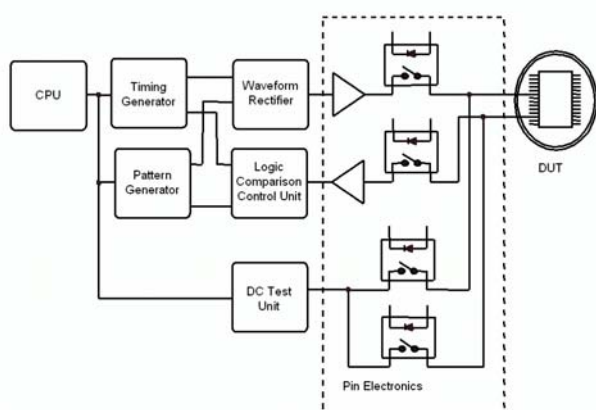 CPU
Timing
Generator
Waveform
Rectifier
Pattern
Generator
Logic
Comparison
Control Unit
DC Test
Unit
DUT
Pin Electronics